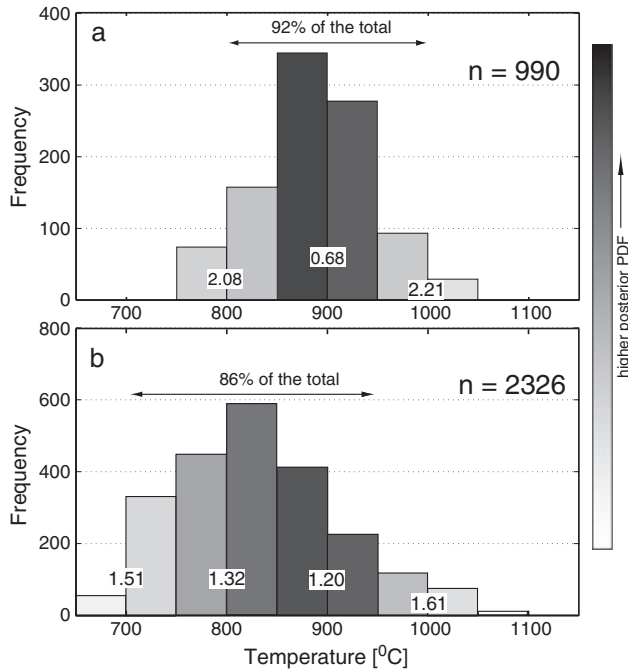 a
92% of the total
n = 990
400
300
200
100
0
Frequency
2.08
0.68
2.21
700
800
900
1000
1100
b
86% of the total
n = 2326
800
600
400
200
0
Frequency
1.51
1.32
1.20
1.61
700
800
900
1000
1100
Temperature [⁰C]
higher posterior PDF